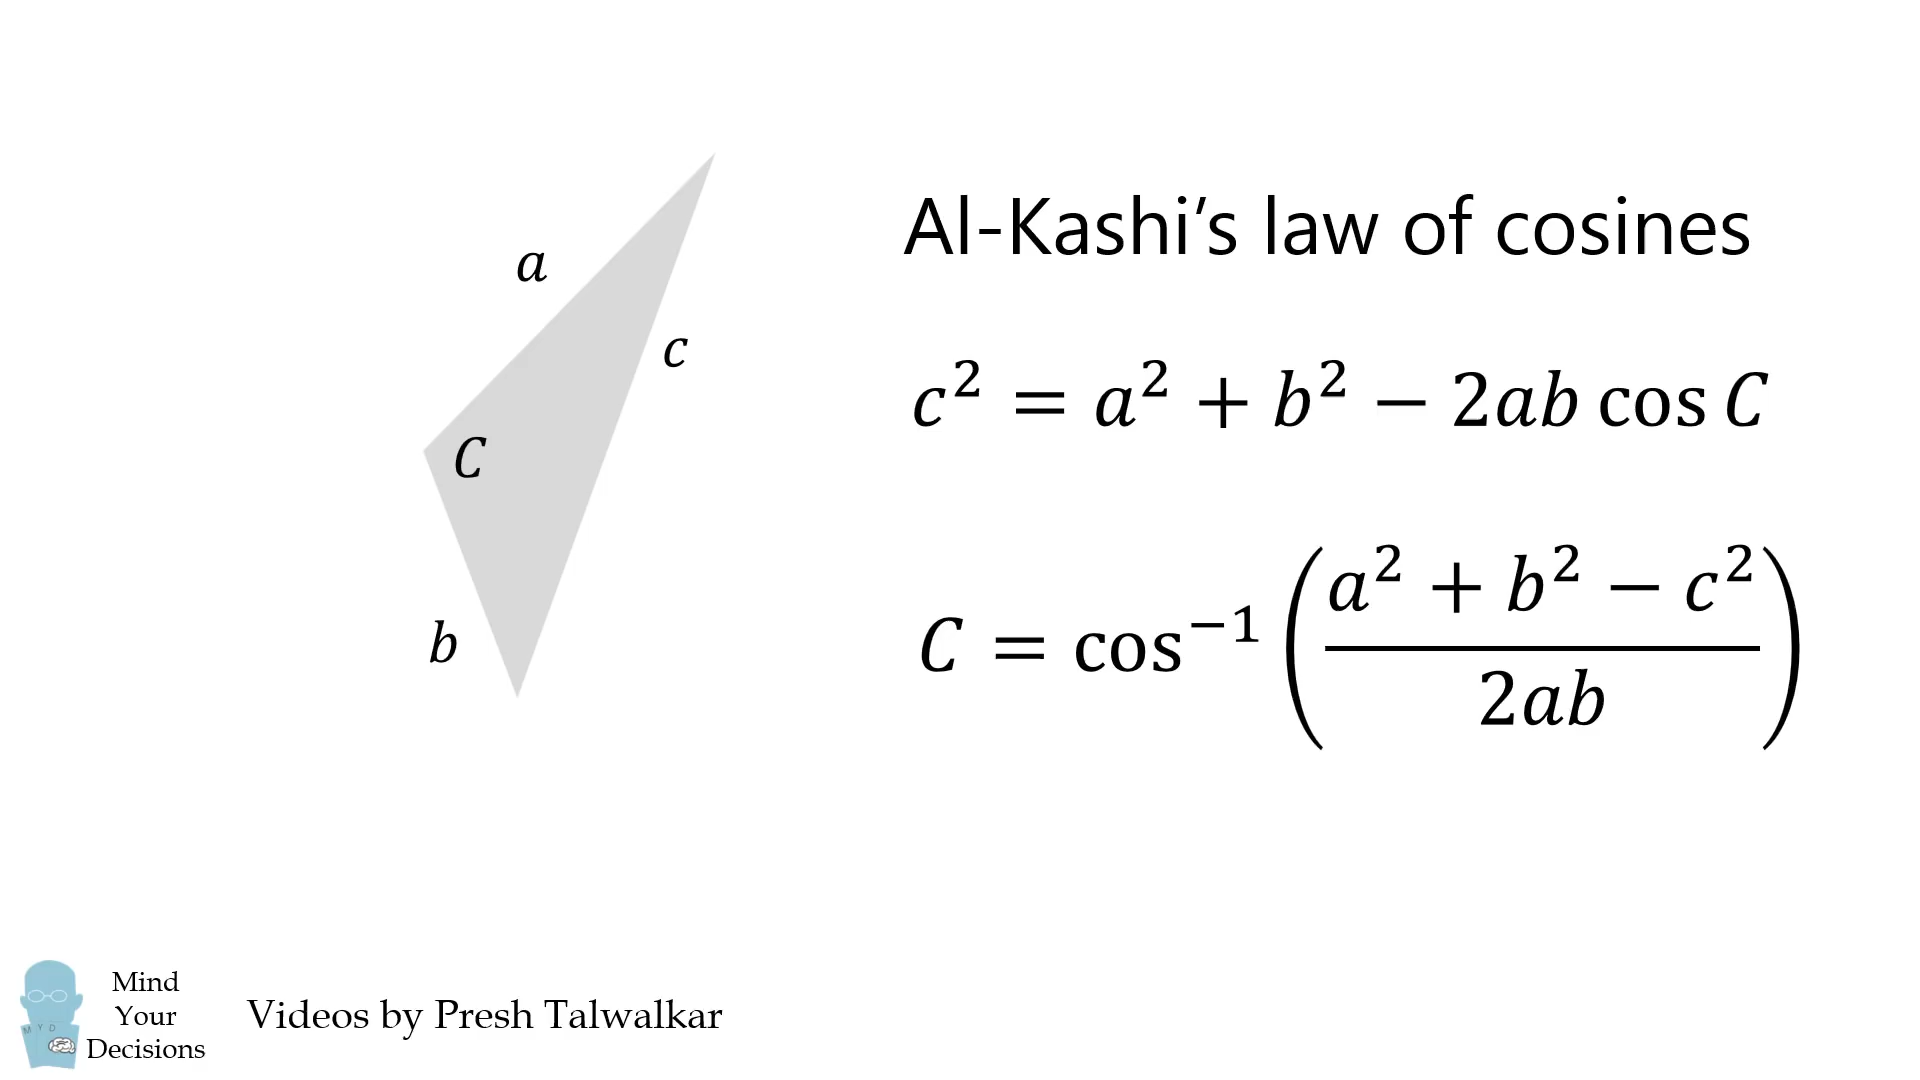 Al-Kashi’s law of cosines
a
c
C
b
c² = a² + b² − 2ab cos C
C = cos⁻¹ ((a² + b² − c²) / 2ab)
Mind
Your
Decisions
M Y D
Videos by Presh Talwalkar